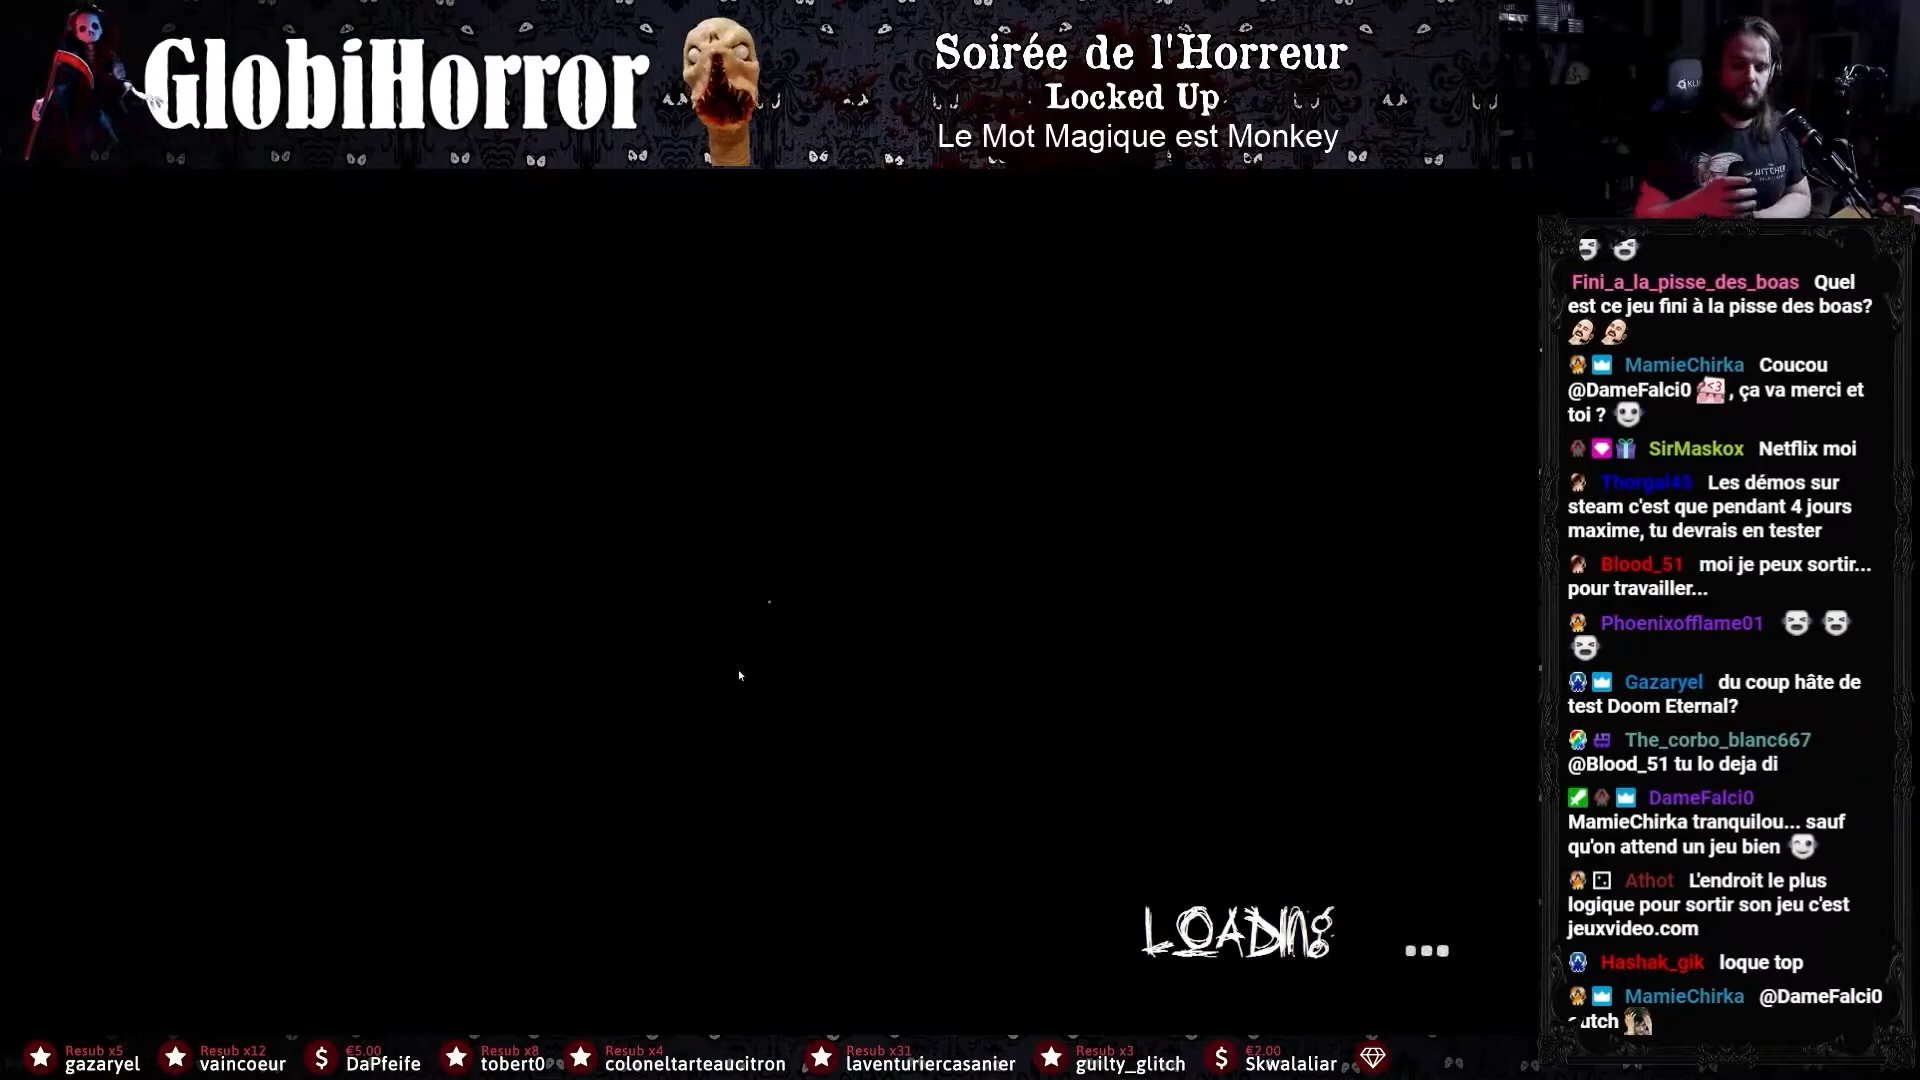 GlobiHorror
Soirée de l'Horreur
Locked Up
Le Mot Magique est Monkey
WITCHER
Fini_a_la_pisse_des_boas Quel
est ce jeu fini à la pisse des boas?
MamieChirka Coucou
@DameFalci0 <3 , ça va merci et
toi ?
SirMaskox Netflix moi
Thorgal45 Les démos sur
steam c'est que pendant 4 jours
maxime, tu devrais en tester
Blood_51 moi je peux sortir...
pour travailler...
Phoenixofflame01
Gazaryel du coup hâte de
test Doom Eternal?
The_corbo_blanc667
@Blood_51 tu lo deja di
DameFalci0
MamieChirka tranquilou... sauf
qu'on attend un jeu bien
Athot L'endroit le plus
logique pour sortir son jeu c'est
jeuxvideo.com
Hashak_gik loque top
MamieChirka @DameFalci0
LOADING ...
Resub x5
gazaryel
Resub x12
vaincoeur
€5.00
DaPfeife
Resub x8
tobert0
Resub x4
coloneltarteaucitron
Resub x31
laventuriercasanier
Resub x3
guilty_glitch
€2.00
Skwalaliar